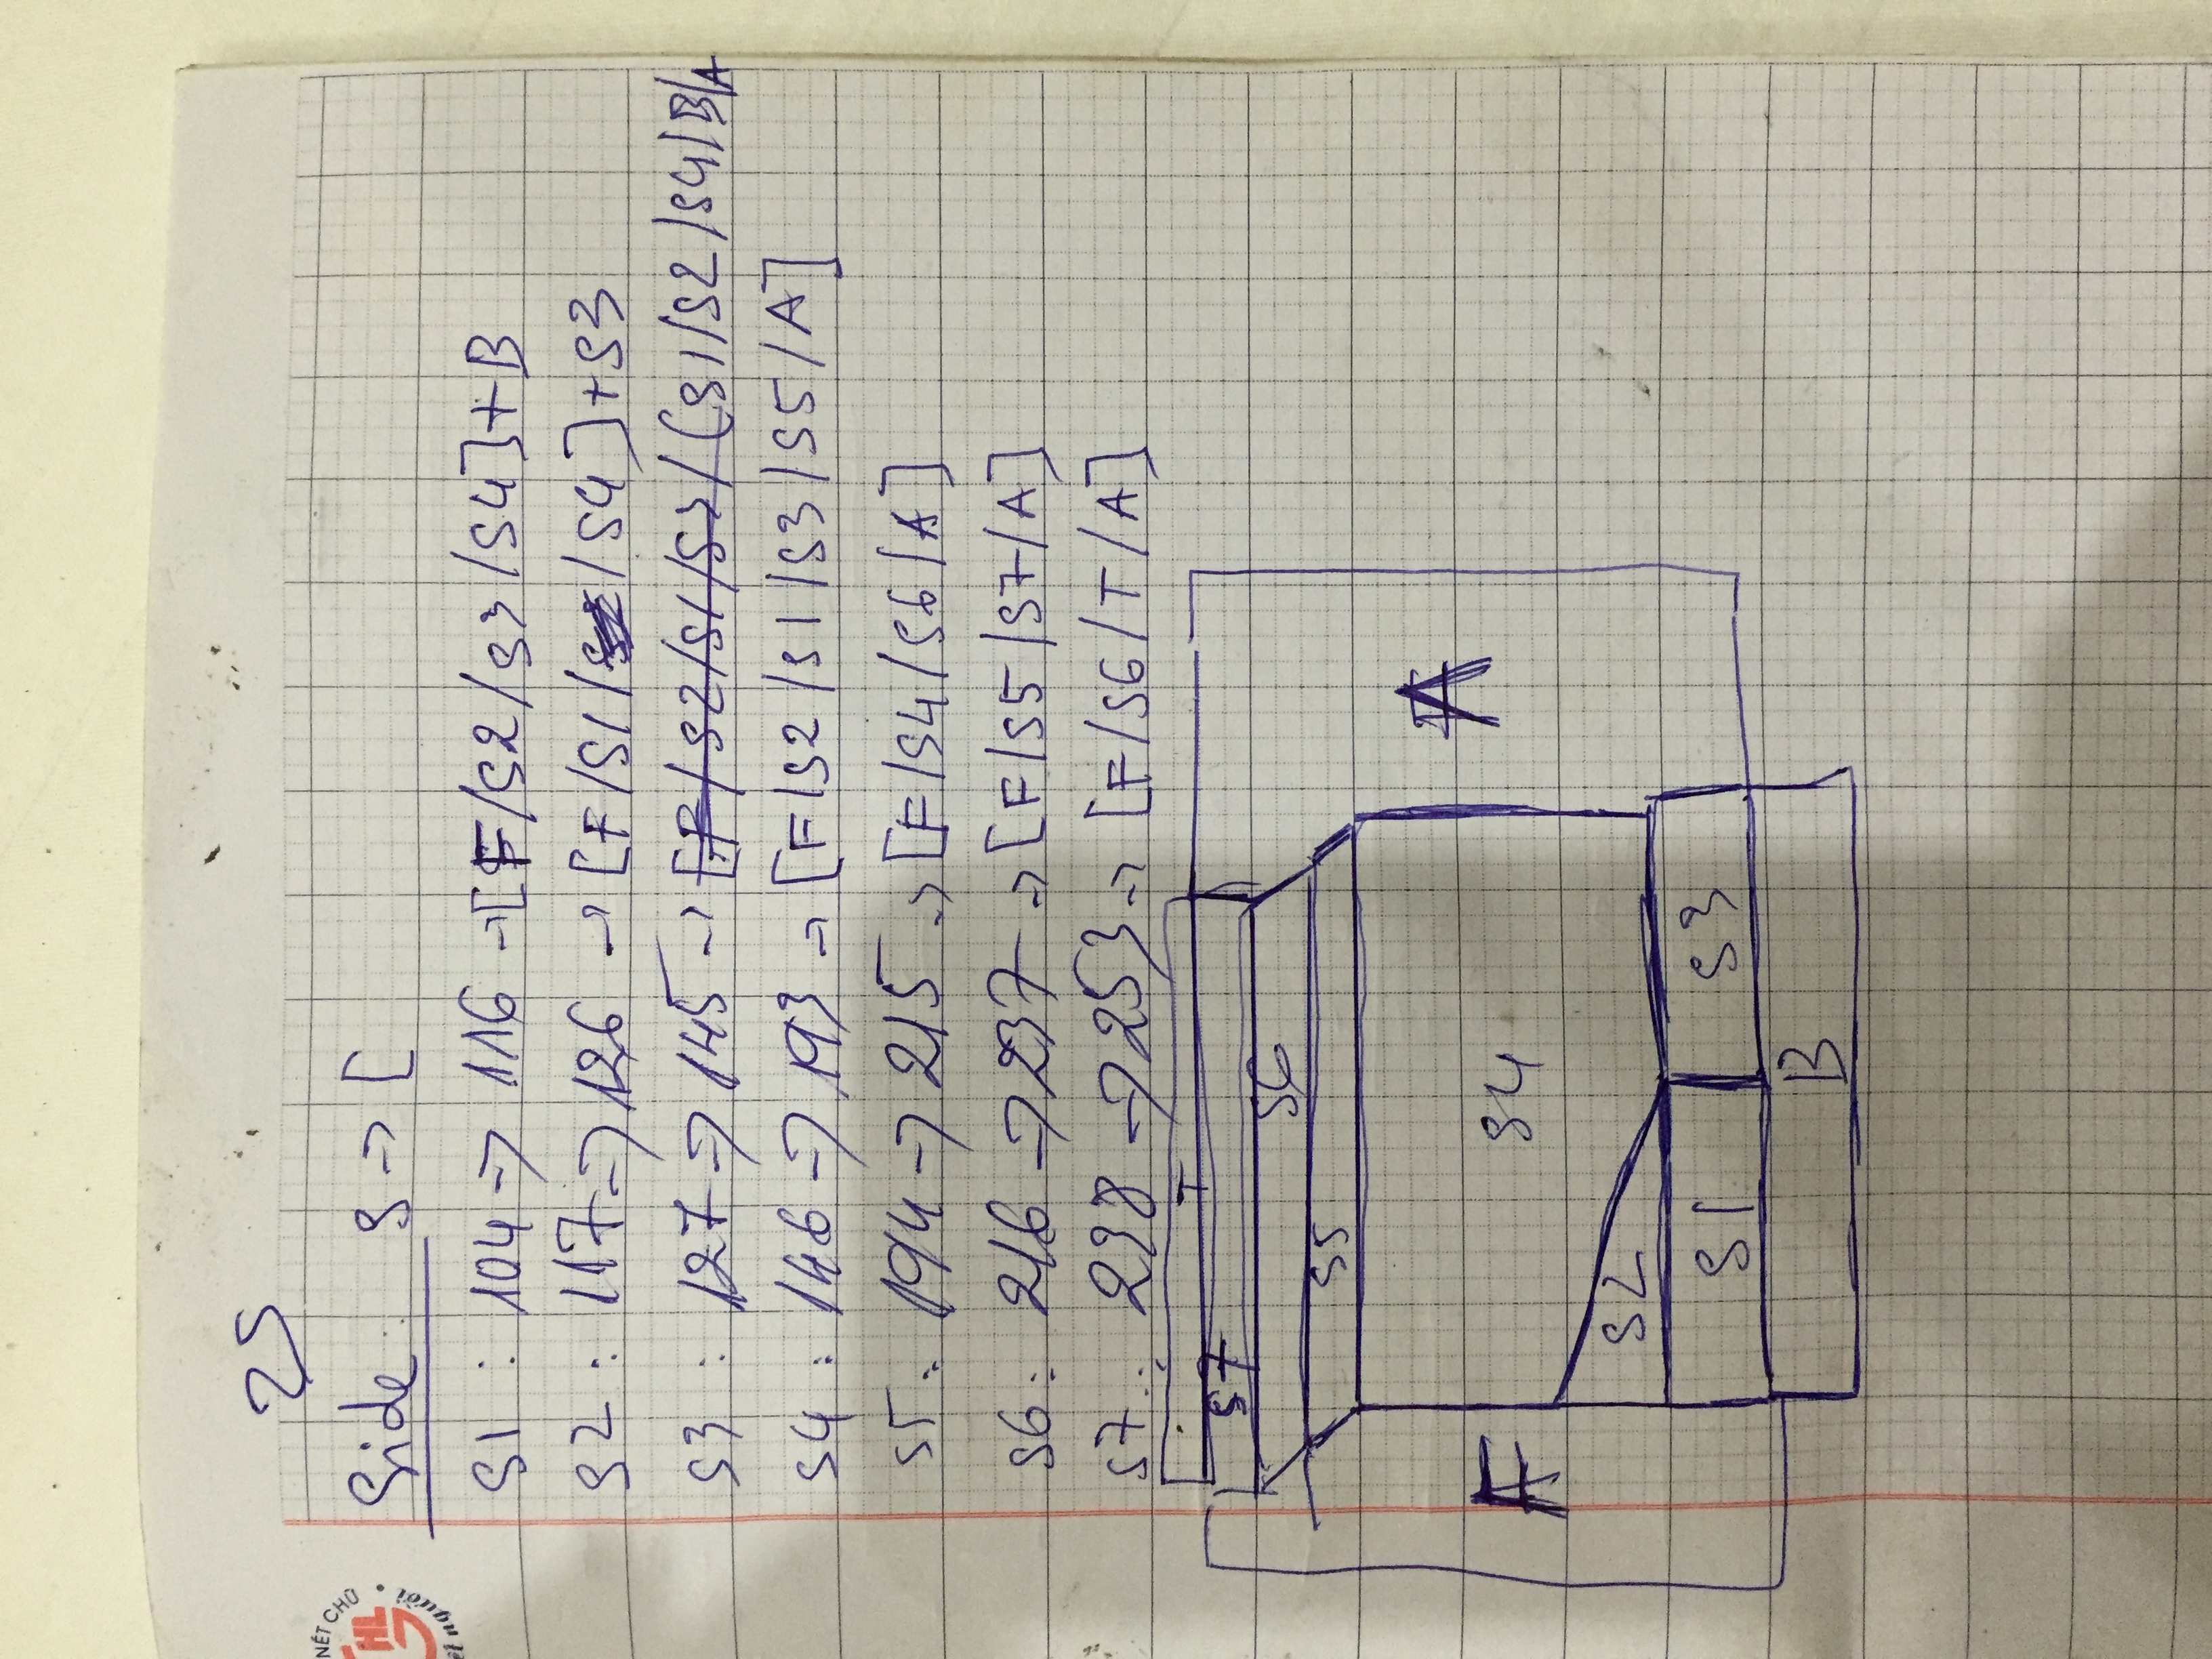 25
NÉT CHỮ
HL
ết người.
Side: S -> [
S1 : 104 -> 116 -> [F/S2/S3/S4]+B
S2 : 117 -> 126 -> [F/S1/ /S4]+S3
S3 : 127 -> 145 -> [F/S2/S1/S3/(S1/S2/S4/B/A
S4 : 146 -> 193 -> [F/S2/S1/S3/S5/A]
S5 : 194 -> 215 -> [F/S4/S6/A]
S6 : 216 -> 237 -> [F/S5/S7/A]
S7 : 238 -> 253 -> [F/S6/T/A]
T
S7
S6
S5
A
F
S4
S2
S1
S3
B